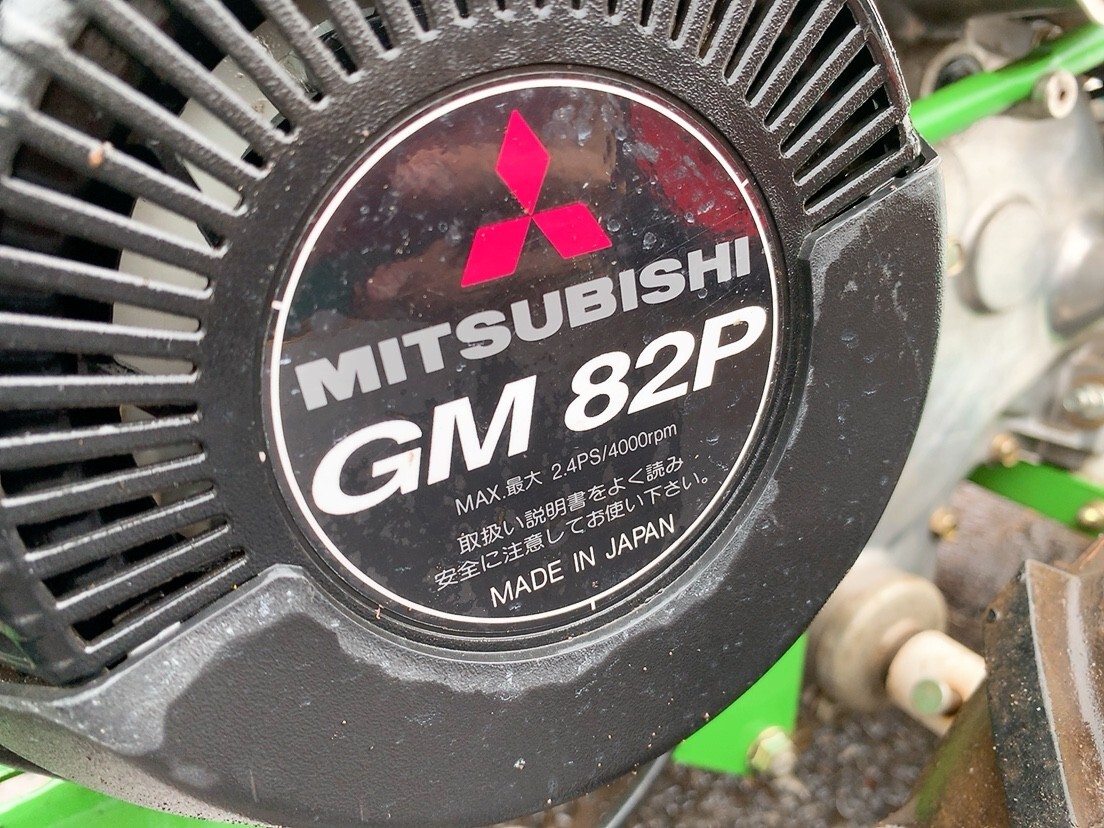 MITSUBISHI
GM 82P
MAX.最大 2.4PS/4000rpm
取扱い説明書をよく読み
安全に注意してお使い下さい。
MADE IN JAPAN